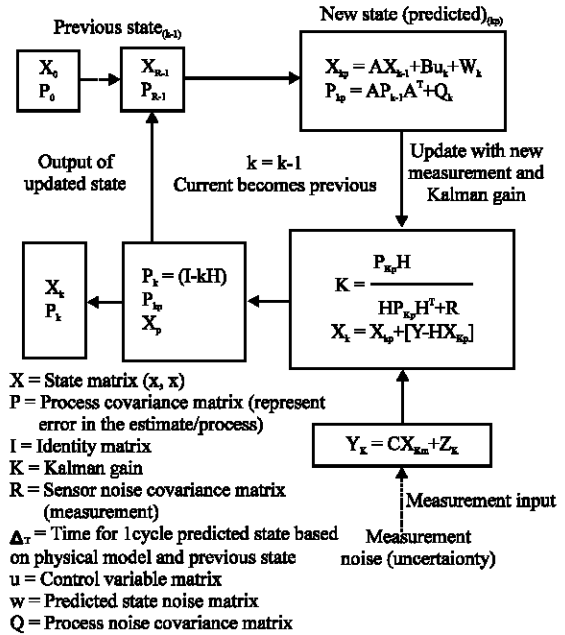 New state (predicted)(kp)
Previous state(k-1)
X0
P0
XR-1
PR-1
Xkp = AXk-1+Buk+Wk
Pkp = APk-1A^T+Qk
Output of
updated state
k = k-1
Current becomes previous
Update with new
measurement and
Kalman gain
Xk
Pk
Pk = (I-kH)
Pkp
Xp
K = PKpH
HPKpH^T+R
Xk = Xkp+[Y-HXKp]
YK = CXKm+ZK
Measurement input
Measurement
noise (uncertaionty)
X = State matrix (x, x)
P = Process covariance matrix (represent
error in the estimate/process)
I = Identity matrix
K = Kalman gain
R = Sensor noise covariance matrix
(measurement)
ΔT = Time for 1cycle predicted state based
on physical model and previous state
u = Control variable matrix
w = Predicted state noise matrix
Q = Process noise covariance matrix